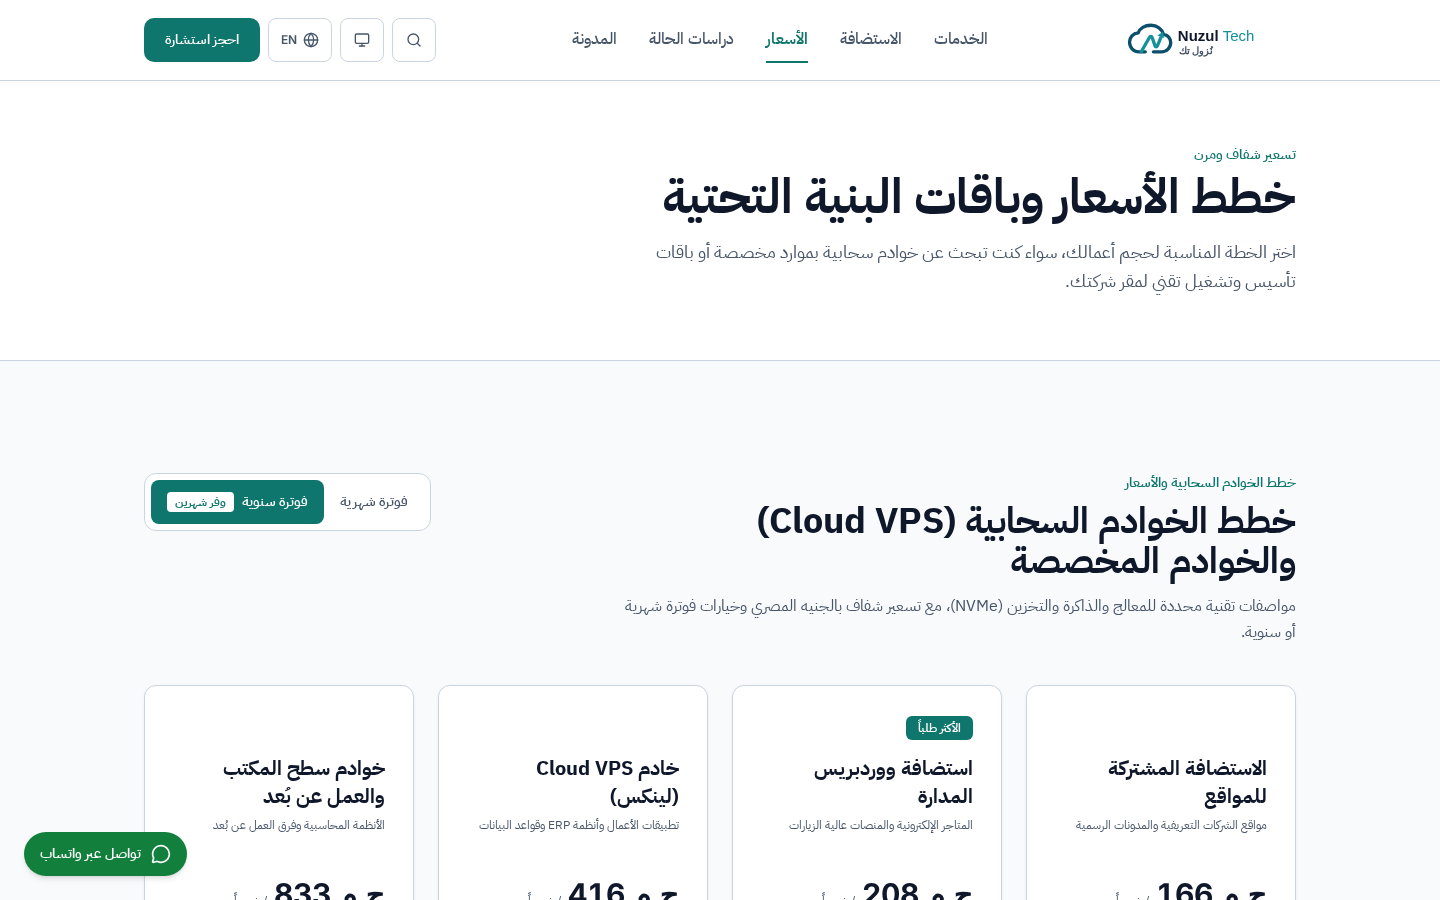 Nuzul Tech
نُزول تك
الخدمات
الاستضافة
الأسعار
دراسات الحالة
المدونة
EN
احجز استشارة
تسعير شفاف ومرن
خطط الأسعار وباقات البنية التحتية
اختر الخطة المناسبة لحجم أعمالك، سواء كنت تبحث عن خوادم سحابية بموارد مخصصة أو باقات
تأسيس وتشغيل تقني لمقر شركتك.
خطط الخوادم السحابية والأسعار
خطط الخوادم السحابية (Cloud VPS)
والخوادم المخصصة
مواصفات تقنية محددة للمعالج والذاكرة والتخزين (NVMe)، مع تسعير شفاف بالجنيه المصري وخيارات فوترة شهرية
أو سنوية.
فوترة شهرية
فوترة سنوية
وفر شهرين
الاستضافة المشتركة
للمواقع
مواقع الشركات التعريفية والمدونات الرسمية
166
الأكثر طلباً
استضافة ووردبريس
المدارة
المتاجر الإلكترونية والمنصات عالية الزيارات
208
خادم Cloud VPS
(لينكس)
تطبيقات الأعمال وأنظمة ERP وقواعد البيانات
416
خوادم سطح المكتب
والعمل عن بُعد
الأنظمة المحاسبية وفرق العمل عن بُعد
833
تواصل عبر واتساب